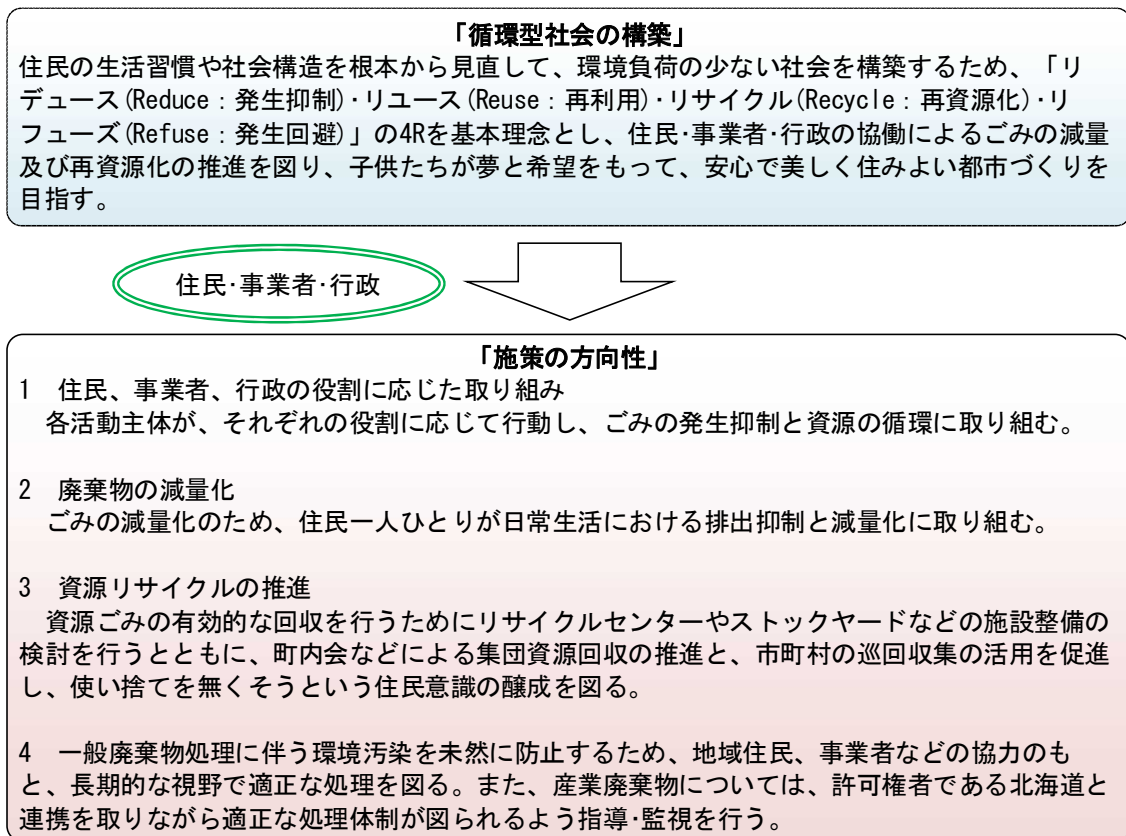 「循環型社会の構築」
住民の生活習慣や社会構造を根本から見直して、環境負荷の少ない社会を構築するため、「リ
デュース(Reduce：発生抑制)･リユース(Reuse：再利用)･リサイクル(Recycle：再資源化)･リ
フューズ(Refuse：発生回避)」の4Rを基本理念とし、住民･事業者･行政の協働によるごみの減量
及び再資源化の推進を図り、子供たちが夢と希望をもって、安心で美しく住みよい都市づくりを
目指す。
住民･事業者･行政
「施策の方向性」
1　住民、事業者、行政の役割に応じた取り組み
各活動主体が、それぞれの役割に応じて行動し、ごみの発生抑制と資源の循環に取り組む。
2　廃棄物の減量化
ごみの減量化のため、住民一人ひとりが日常生活における排出抑制と減量化に取り組む。
3　資源リサイクルの推進
資源ごみの有効的な回収を行うためにリサイクルセンターやストックヤードなどの施設整備の
検討を行うとともに、町内会などによる集団資源回収の推進と、市町村の巡回収集の活用を促進
し、使い捨てを無くそうという住民意識の醸成を図る。
4　一般廃棄物処理に伴う環境汚染を未然に防止するため、地域住民、事業者などの協力のも
と、長期的な視野で適正な処理を図る。また、産業廃棄物については、許可権者である北海道と
連携を取りながら適正な処理体制が図られるよう指導･監視を行う。